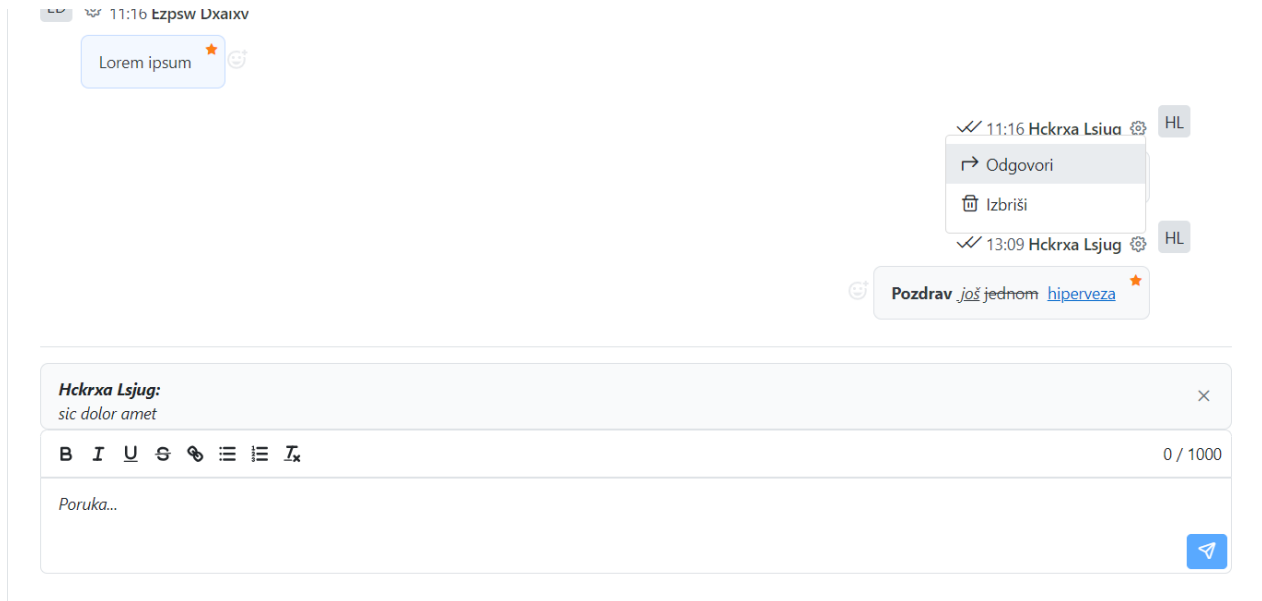 11:16 Ezpsw Dxaixv
Lorem ipsum
11:16 Hckrxa Lsjug HL
Odgovori
Izbriši
13:09 Hckrxa Lsjug HL
Pozdrav još jednom hiperveza
Hckrxa Lsjug:
sic dolor amet
B I U S Tx 0 / 1000
Poruka...